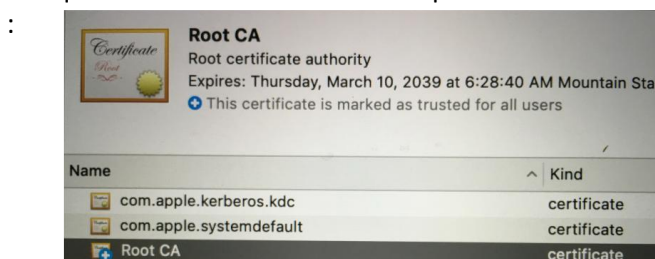 :
Certificate
Root
Root CA
Root certificate authority
Expires: Thursday, March 10, 2039 at 6:28:40 AM Mountain Sta
This certificate is marked as trusted for all users
Name Kind
com.apple.kerberos.kdc certificate
com.apple.systemdefault certificate
Root CA certificate